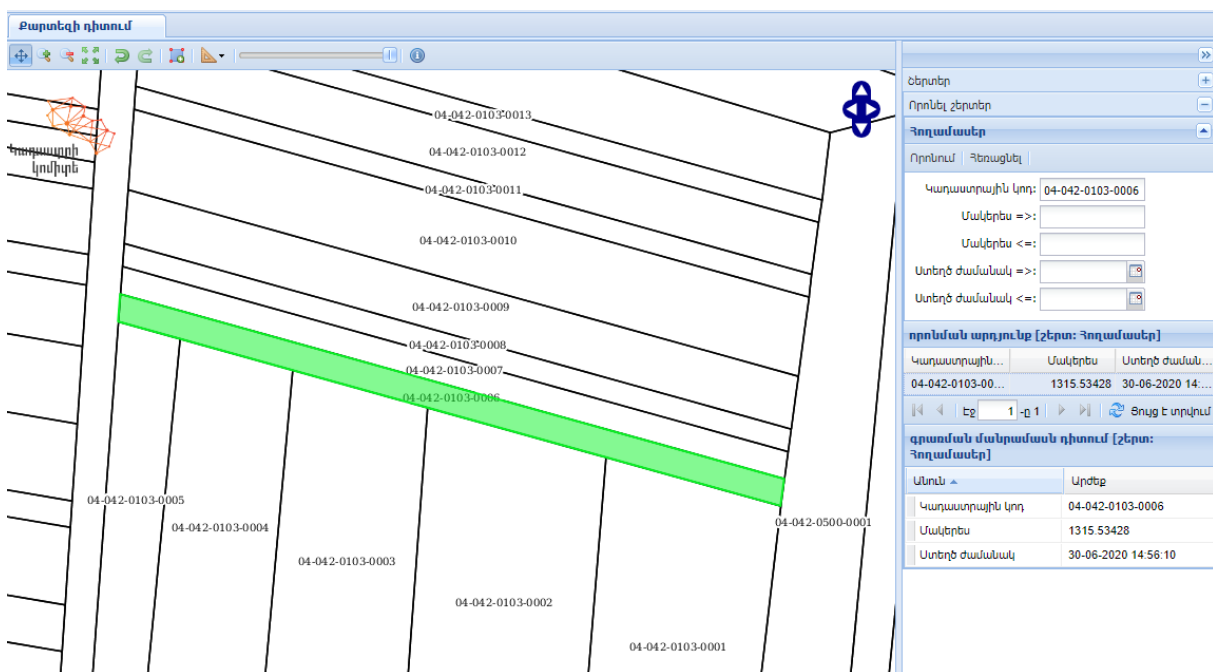 Քարտեզի դիտում
Շերտեր
Որոնել շերտեր
Հողամասեր
Որոնում Հեռացնել
Կադաստրային կոդ: 04-042-0103-0006
Մակերես =>:
Մակերես <=:
Ստեղծ ժամանակ =>:
Ստեղծ ժամանակ <=:
որոնման արդյունք [շերտ: Հողամասեր]
Կադաստրային... Մակերես Ստեղծ ժաման...
04-042-0103-00... 1315.53428 30-06-2020 14:...
Էջ 1 -ը 1 Ցույց է տրվում
գրառման մանրամասն դիտում [շերտ:
Հողամասեր]
Անուն Արժեք
Կադաստրային կոդ 04-042-0103-0006
Մակերես 1315.53428
Ստեղծ ժամանակ 30-06-2020 14:56:10
Կադաստրի
կոմիտե
04-042-0103-0013
04-042-0103-0012
04-042-0103-0011
04-042-0103-0010
04-042-0103-0009
04-042-0103-0008
04-042-0103-0007
04-042-0103-0006
04-042-0103-0005
04-042-0103-0004
04-042-0500-0001
04-042-0103-0003
04-042-0103-0002
04-042-0103-0001